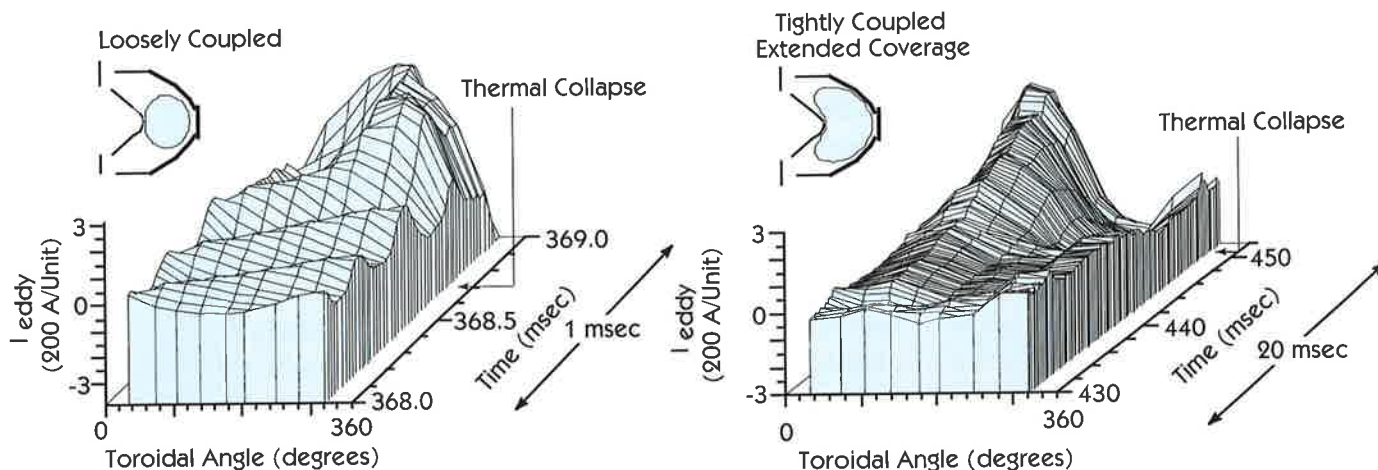 Loosely Coupled
Thermal Collapse
3
0
-3
I eddy
(200 A/Unit)
369.0
368.5
368.0
Time (msec)
1 msec
0
360
Toroidal Angle (degrees)
Tightly Coupled
Extended Coverage
Thermal Collapse
3
0
-3
I eddy
(200 A/Unit)
450
440
430
Time (msec)
20 msec
0
360
Toroidal Angle (degrees)